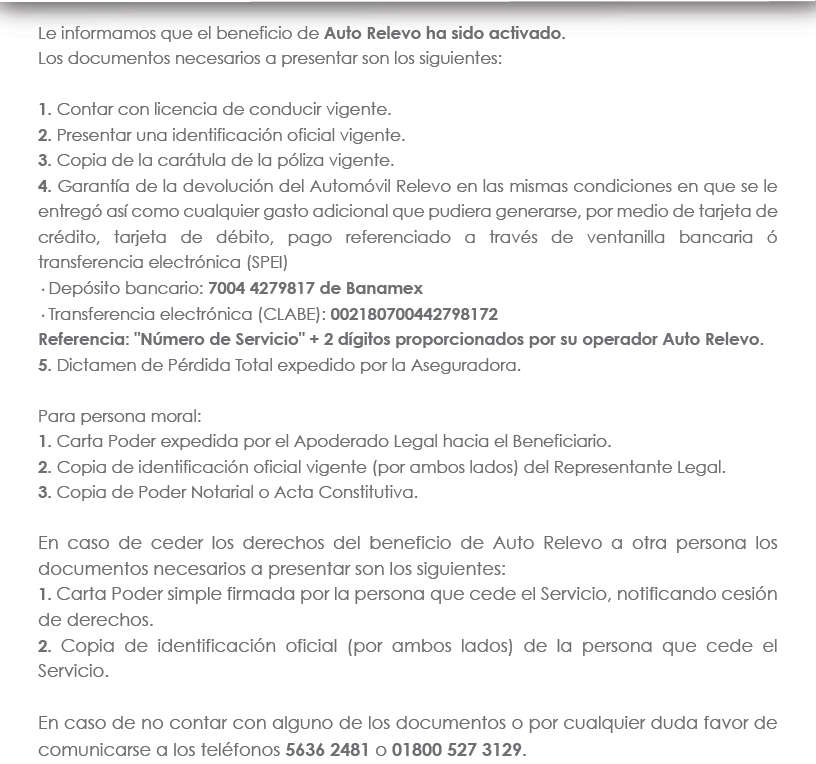 Le informamos que el beneficio de Auto Relevo ha sido activado.
Los documentos necesarios a presentar son los siguientes:
1. Contar con licencia de conducir vigente.
2. Presentar una identificación oficial vigente.
3. Copia de la carátula de la póliza vigente.
4. Garantía de la devolución del Automóvil Relevo en las mismas condiciones en que se le
entregó así como cualquier gasto adicional que pudiera generarse, por medio de tarjeta de
crédito, tarjeta de débito, pago referenciado a través de ventanilla bancaria ó
transferencia electrónica (SPEI)
· Depósito bancario: 7004 4279817 de Banamex
· Transferencia electrónica (CLABE): 002180700442798172
Referencia: "Número de Servicio" + 2 dígitos proporcionados por su operador Auto Relevo.
5. Dictamen de Pérdida Total expedido por la Aseguradora.
Para persona moral:
1. Carta Poder expedida por el Apoderado Legal hacia el Beneficiario.
2. Copia de identificación oficial vigente (por ambos lados) del Representante Legal.
3. Copia de Poder Notarial o Acta Constitutiva.
En caso de ceder los derechos del beneficio de Auto Relevo a otra persona los
documentos necesarios a presentar son los siguientes:
1. Carta Poder simple firmada por la persona que cede el Servicio, notificando cesión
de derechos.
2. Copia de identificación oficial (por ambos lados) de la persona que cede el
Servicio.
En caso de no contar con alguno de los documentos o por cualquier duda favor de
comunicarse a los teléfonos 5636 2481 o 01800 527 3129.